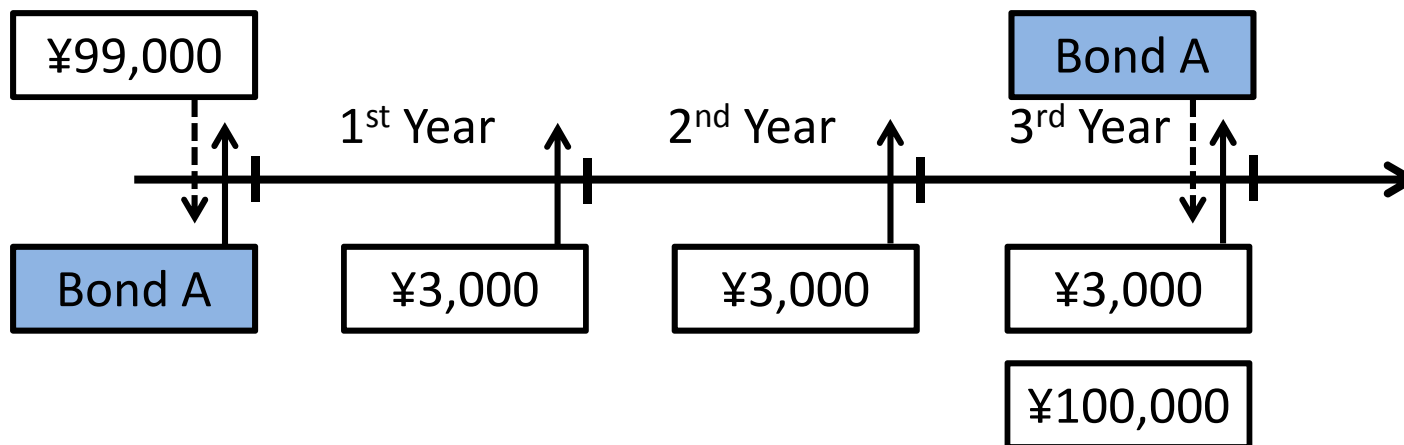 ¥99,000
Bond A
1st Year
2nd Year
3rd Year
Bond A
¥3,000
¥3,000
¥3,000
¥100,000